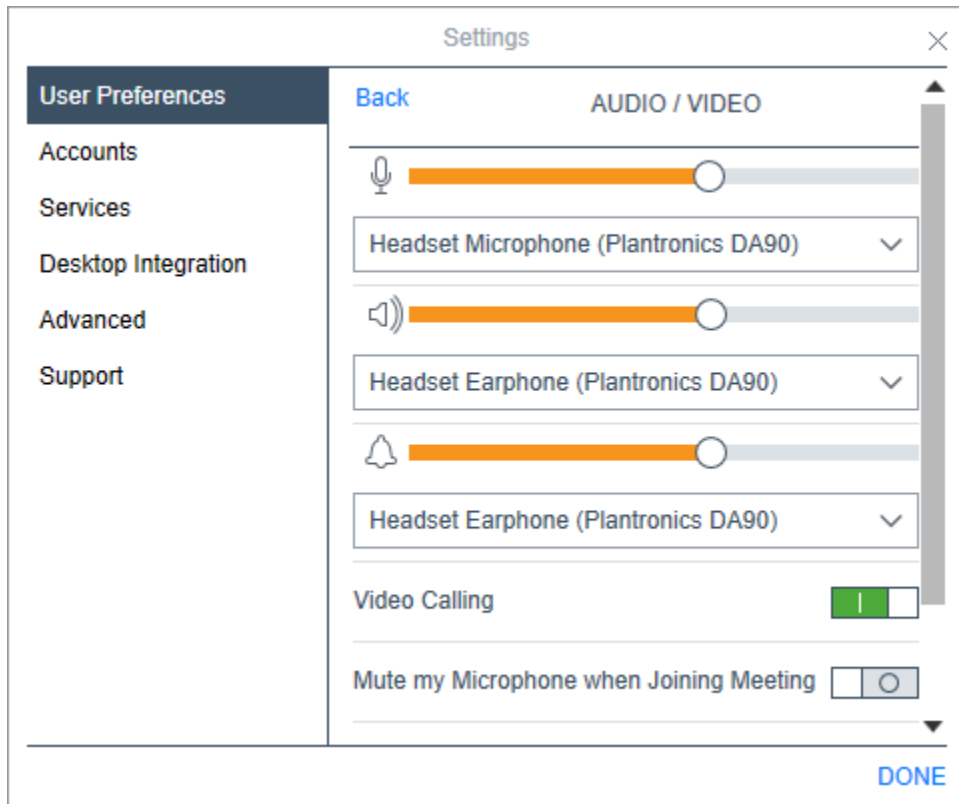 Settings
User Preferences
Accounts
Services
Desktop Integration
Advanced
Support
Back
AUDIO / VIDEO
Headset Microphone (Plantronics DA90)
Headset Earphone (Plantronics DA90)
Headset Earphone (Plantronics DA90)
Video Calling
Mute my Microphone when Joining Meeting
DONE